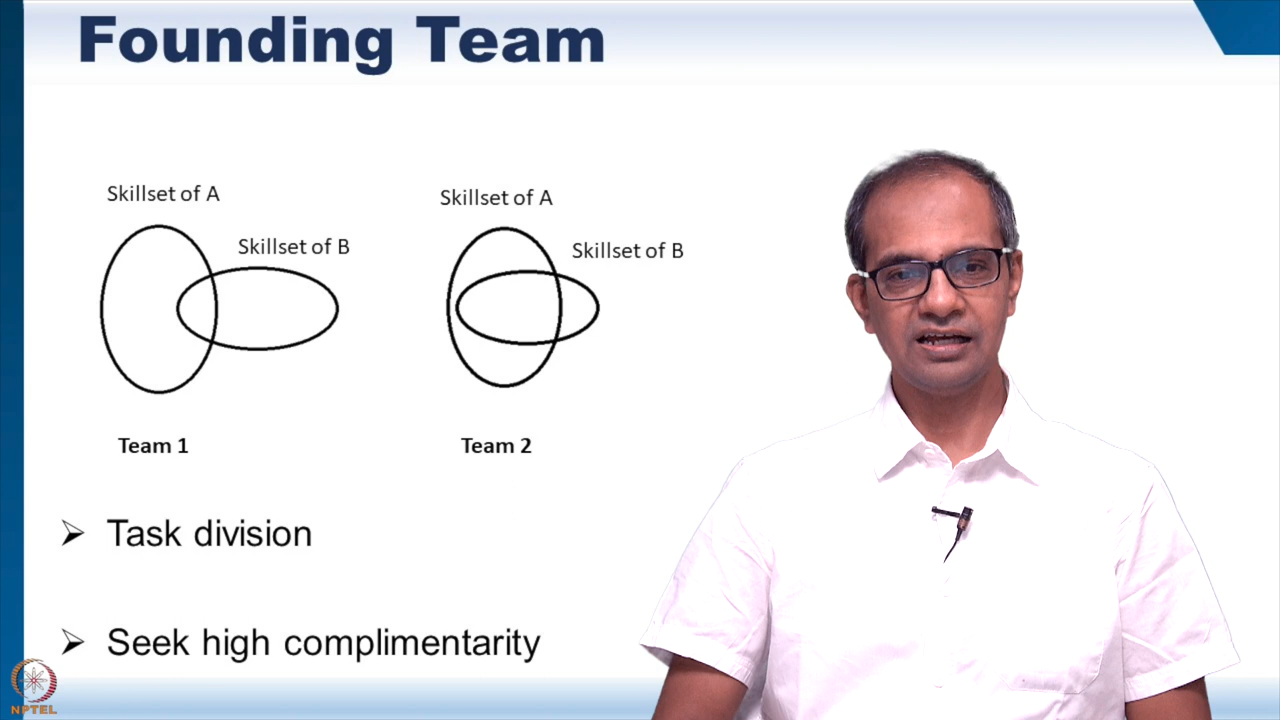 Founding Team
Skillset of A
Skillset of B
Team 1
Skillset of A
Skillset of B
Team 2
Task division
Seek high complimentarity
NPTEL